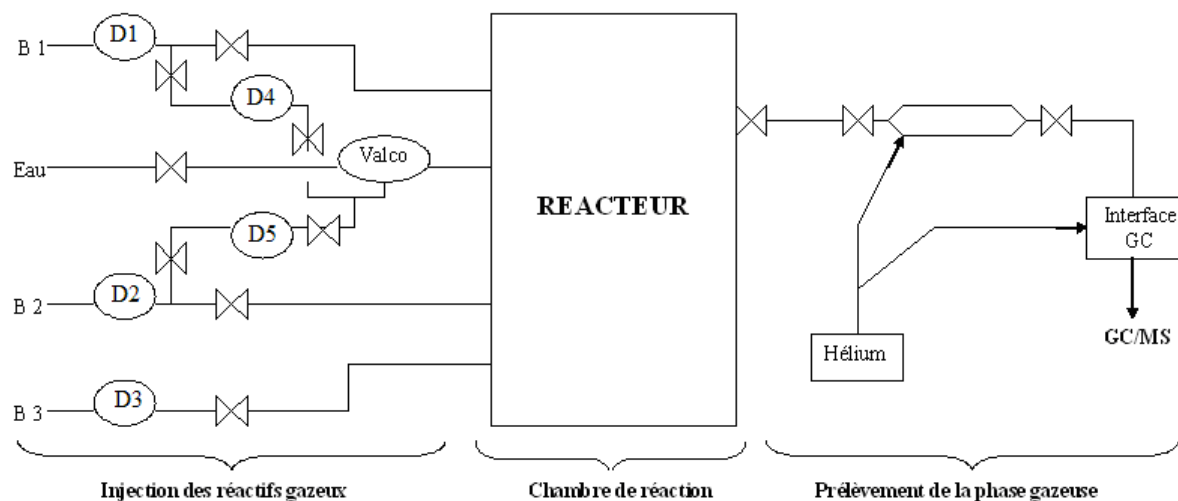 B 1
D1
D4
Eau
Valco
D5
B 2
D2
B 3
D3
REACTEUR
Interface
GC
GC/MS
Hélium
Injection des réactifs gazeux
Chambre de réaction
Prélèvement de la phase gazeuse